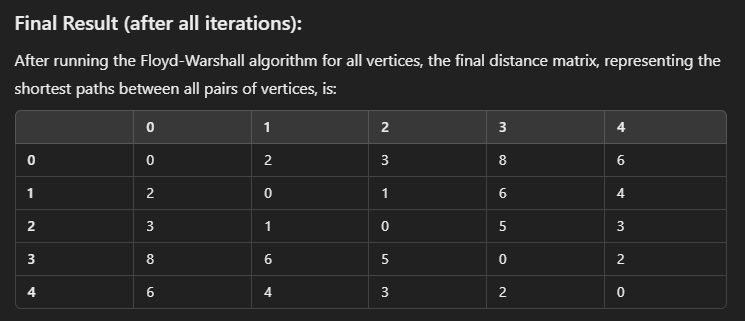 Final Result (after all iterations):
After running the Floyd-Warshall algorithm for all vertices, the final distance matrix, representing the
shortest paths between all pairs of vertices, is:
0 1 2 3 4
0 0 2 3 8 6
1 2 0 1 6 4
2 3 1 0 5 3
3 8 6 5 0 2
4 6 4 3 2 0